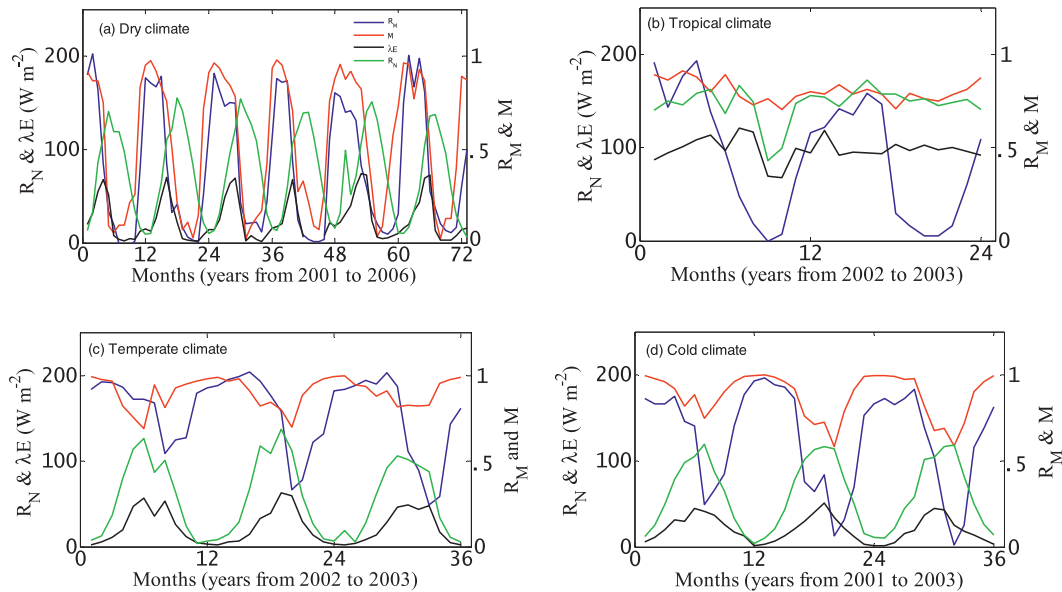 (a) Dry climate
R_M
M
λE
R_N
200
100
0
1
.5
0
0 12 24 36 48 60 72
R_N & λE (W m⁻²)
R_M & M
Months (years from 2001 to 2006)
(b) Tropical climate
200
100
0
1
.5
0
0 12 24
R_N & λE (W m⁻²)
R_M & M
Months (years from 2002 to 2003)
(c) Temperate climate
200
100
0
1
.5
0
0 12 24 36
R_N & λE (W m⁻²)
R_M and M
Months (years from 2002 to 2003)
(d) Cold climate
200
100
0
1
.5
0
0 12 24 36
R_N & λE (W m⁻²)
R_M & M
Months (years from 2001 to 2003)